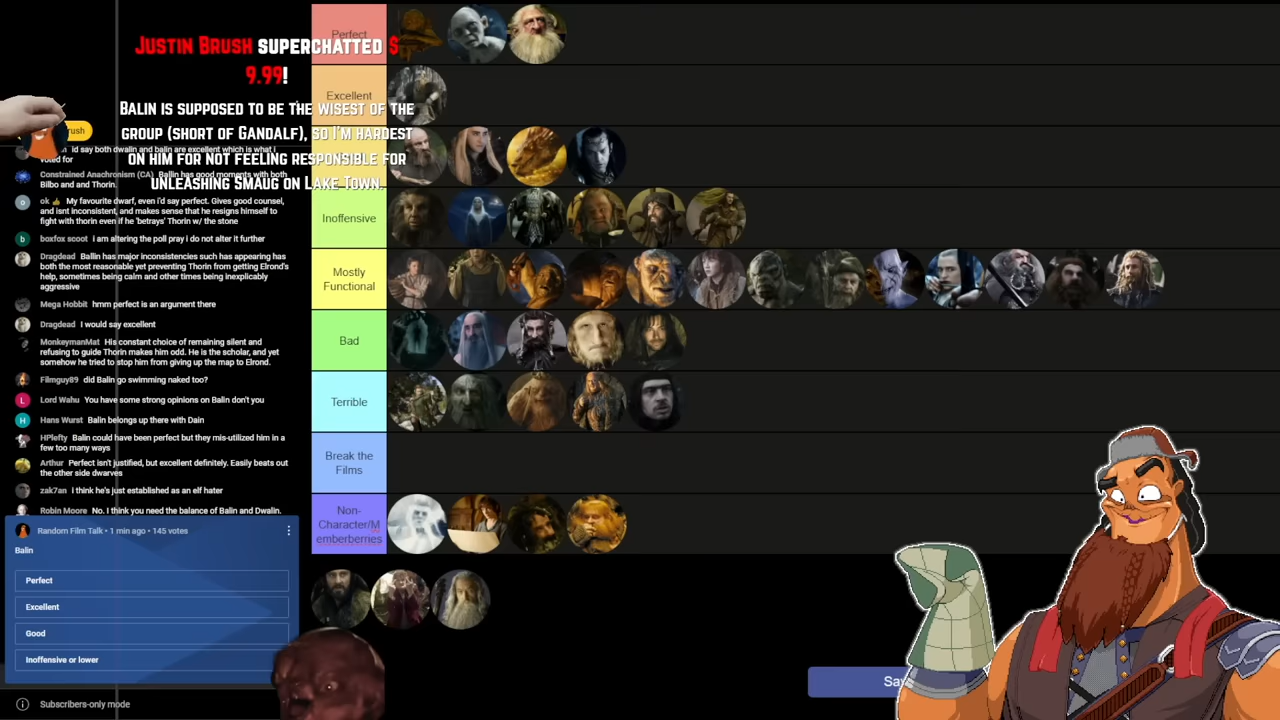 JUSTIN BRUSH SUPERCHATTED $
9.99!
BALIN IS SUPPOSED TO BE THE WISEST OF THE
GROUP (SHORT OF GANDALF), SO I'M HARDEST
ON HIM FOR NOT FEELING RESPONSIBLE FOR
UNLEASHING SMAUG ON LAKE TOWN.
rush
id say both dwalin and balin are excellent which is what i
voted for
Constrained Anachronism (CA) Balin has good moments with both
Bilbo and and Thorin.
ok 👍 My favourite dwarf, even i'd say perfect. Gives good counsel,
and isnt inconsistent, and makes sense that he resigns himself to
fight with thorin even if he 'betrays' Thorin w/ the stone
boxfox scoot i am altering the poll pray i do not alter it further
Dragdead Ballin has major inconsistencies such has appearing has
both the most reasonable yet preventing Thorin from getting Elrond's
help, sometimes being calm and other times being inexplicably
aggressive
Mega Hobbit hmm perfect is an argument there
Dragdead I would say excellent
MonkeymanMat His constant choice of remaining silent and
refusing to guide Thorin makes him odd. He is the scholar, and yet
somehow he tried to stop him from giving up the map to Elrond.
Filmguy89 did Balin go swimming naked too?
Lord Wahu You have some strong opinions on Balin don't you
Hans Wurst Balin belongs up there with Dain
HPlefty Balin could have been perfect but they mis-utilized him in a
few too many ways
Arthur Perfect isn't justified, but excellent definitely. Easily beats out
the other side dwarves
zak7an i think he's just established as an elf hater
Robin Moore No. I think you need the balance of Balin and Dwalin.
Random Film Talk • 1 min ago • 145 votes
Balin
Perfect
Excellent
Good
Inoffensive or lower
Subscribers-only mode
Perfect
Excellent
Inoffensive
Mostly
Functional
Bad
Terrible
Break the
Films
Non-
Character/M
emberberries